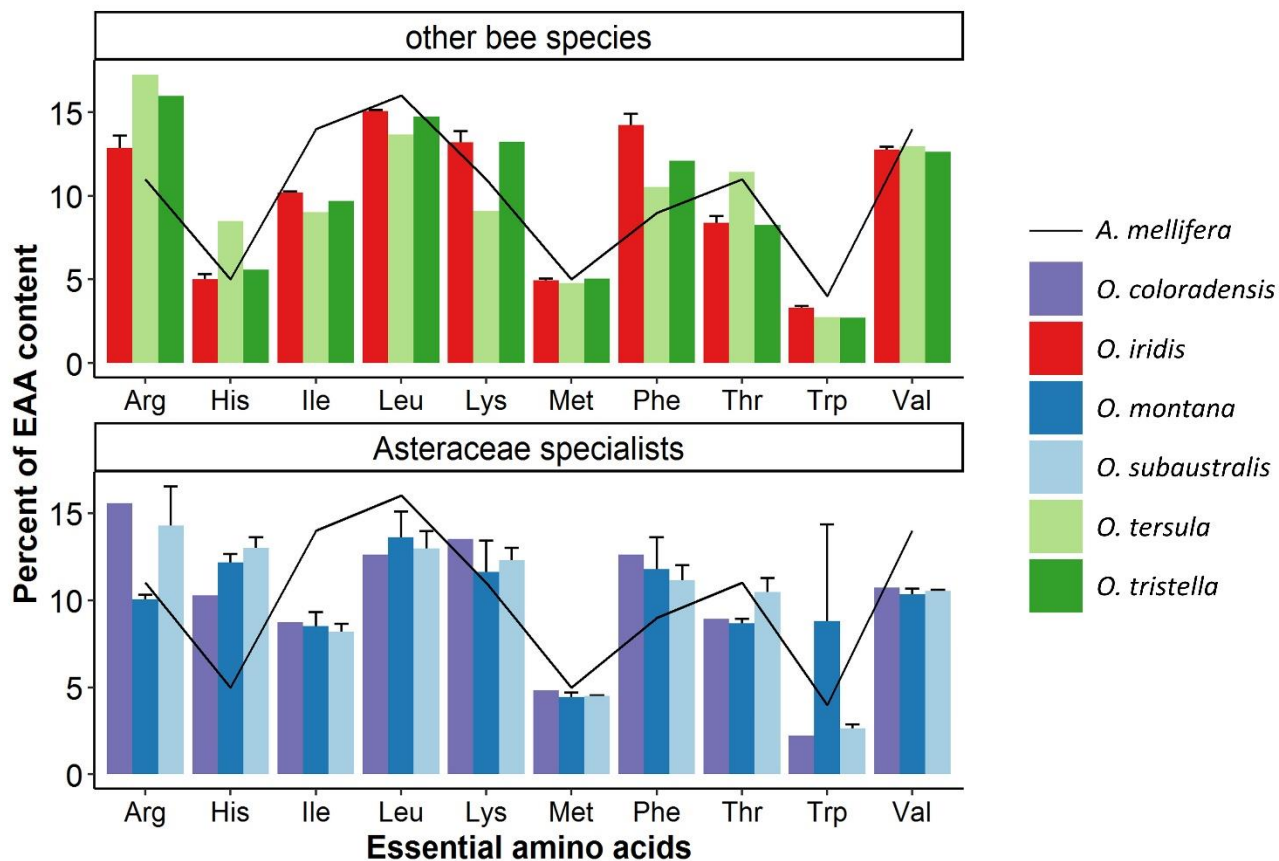 other bee species
15
10
5
0
Arg His Ile Leu Lys Met Phe Thr Trp Val
Asteraceae specialists
15
10
5
0
Arg His Ile Leu Lys Met Phe Thr Trp Val
Essential amino acids
Percent of EAA content
A. mellifera
O. coloradensis
O. iridis
O. montana
O. subaustralis
O. tersula
O. tristella